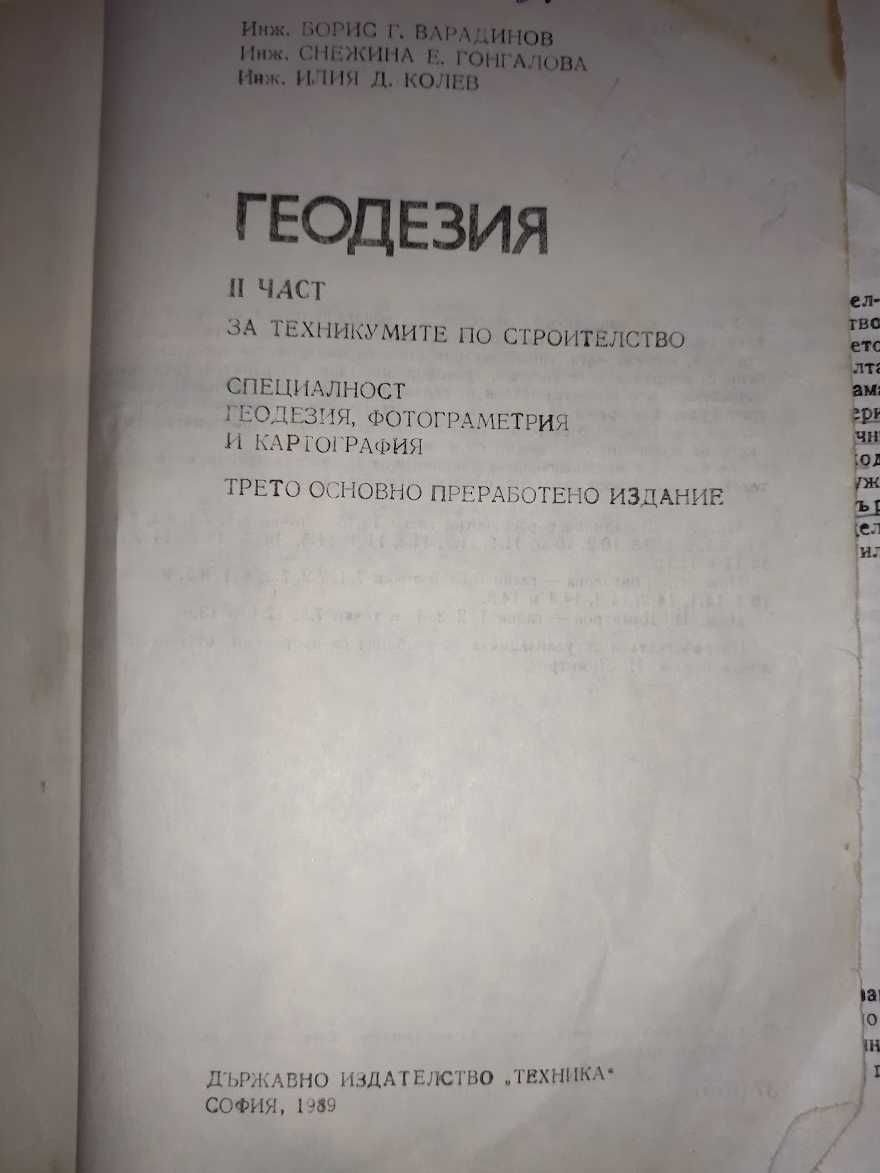 Инж. БОРИС Г. ВАРАДИНОВ
Инж. СНЕЖИНА Е. ГОНГАЛОВА
Инж. ИЛИЯ Д. КОЛЕВ
ГЕОДЕЗИЯ
II ЧАСТ
ЗА ТЕХНИКУМИТЕ ПО СТРОИТЕЛСТВО
СПЕЦИАЛНОСТ
ГЕОДЕЗИЯ, ФОТОГРАМЕТРИЯ
И КАРТОГРАФИЯ
ТРЕТО ОСНОВНО ПРЕРАБОТЕНО ИЗДАНИЕ
ДЪРЖАВНО ИЗДАТЕЛСТВО „ТЕХНИКА“
СОФИЯ, 1989